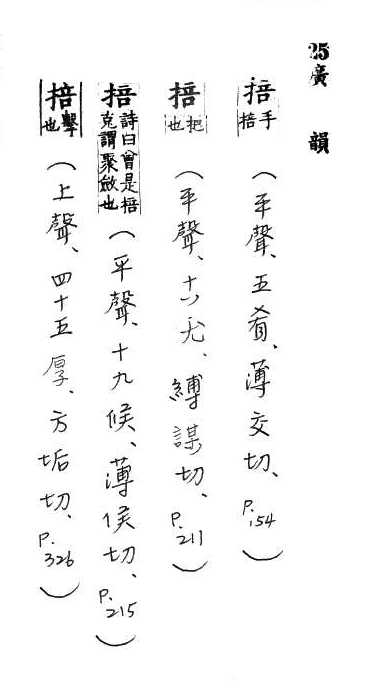 25廣 韻
掊手掊(平聲、五肴、薄交切、P.154)
掊把也(平聲、十八尤、縛謀切、P.211)
掊詩曰曾是掊克謂聚斂也(平聲、十九侯、薄侯切、P.215)
掊擊也(上聲、四十五厚、方垢切、P.326)